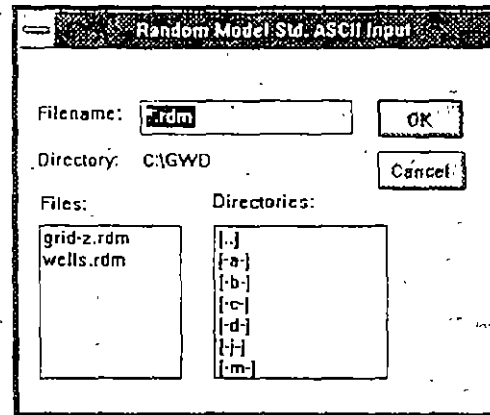 Random Model Std. ASCII Input
Filename: *.rdm
OK
Directory: C:\GWD
Cancel
Files:
Directories:
grid-z.rdm
wells.rdm
[..]
[-a-]
[-b-]
[-c-]
[-d-]
[-j-]
[-m-]